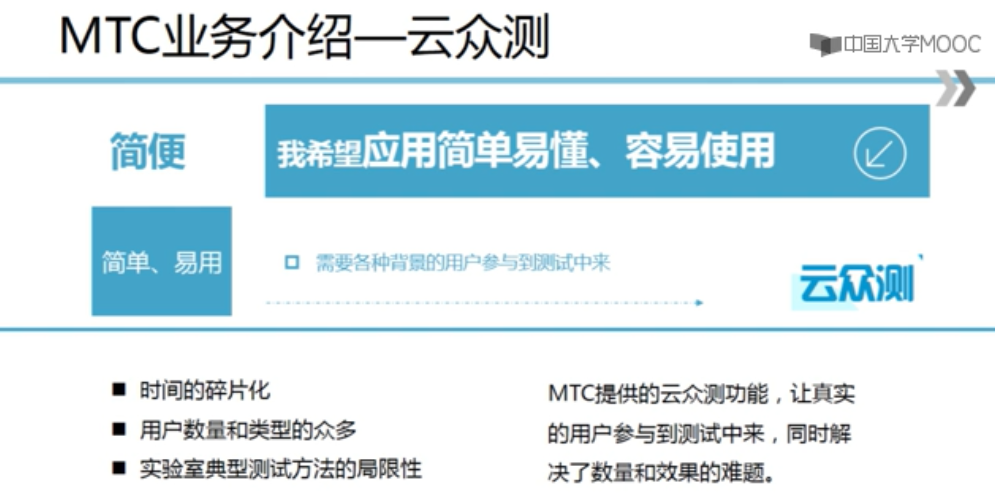 MTC业务介绍—云众测
中国大学MOOC
简便
我希望应用简单易懂、容易使用
简单、易用
需要各种背景的用户参与到测试中来
云众测
时间的碎片化
用户数量和类型的众多
实验室典型测试方法的局限性
MTC提供的云众测功能，让真实
的用户参与到测试中来，同时解
决了数量和效果的难题。